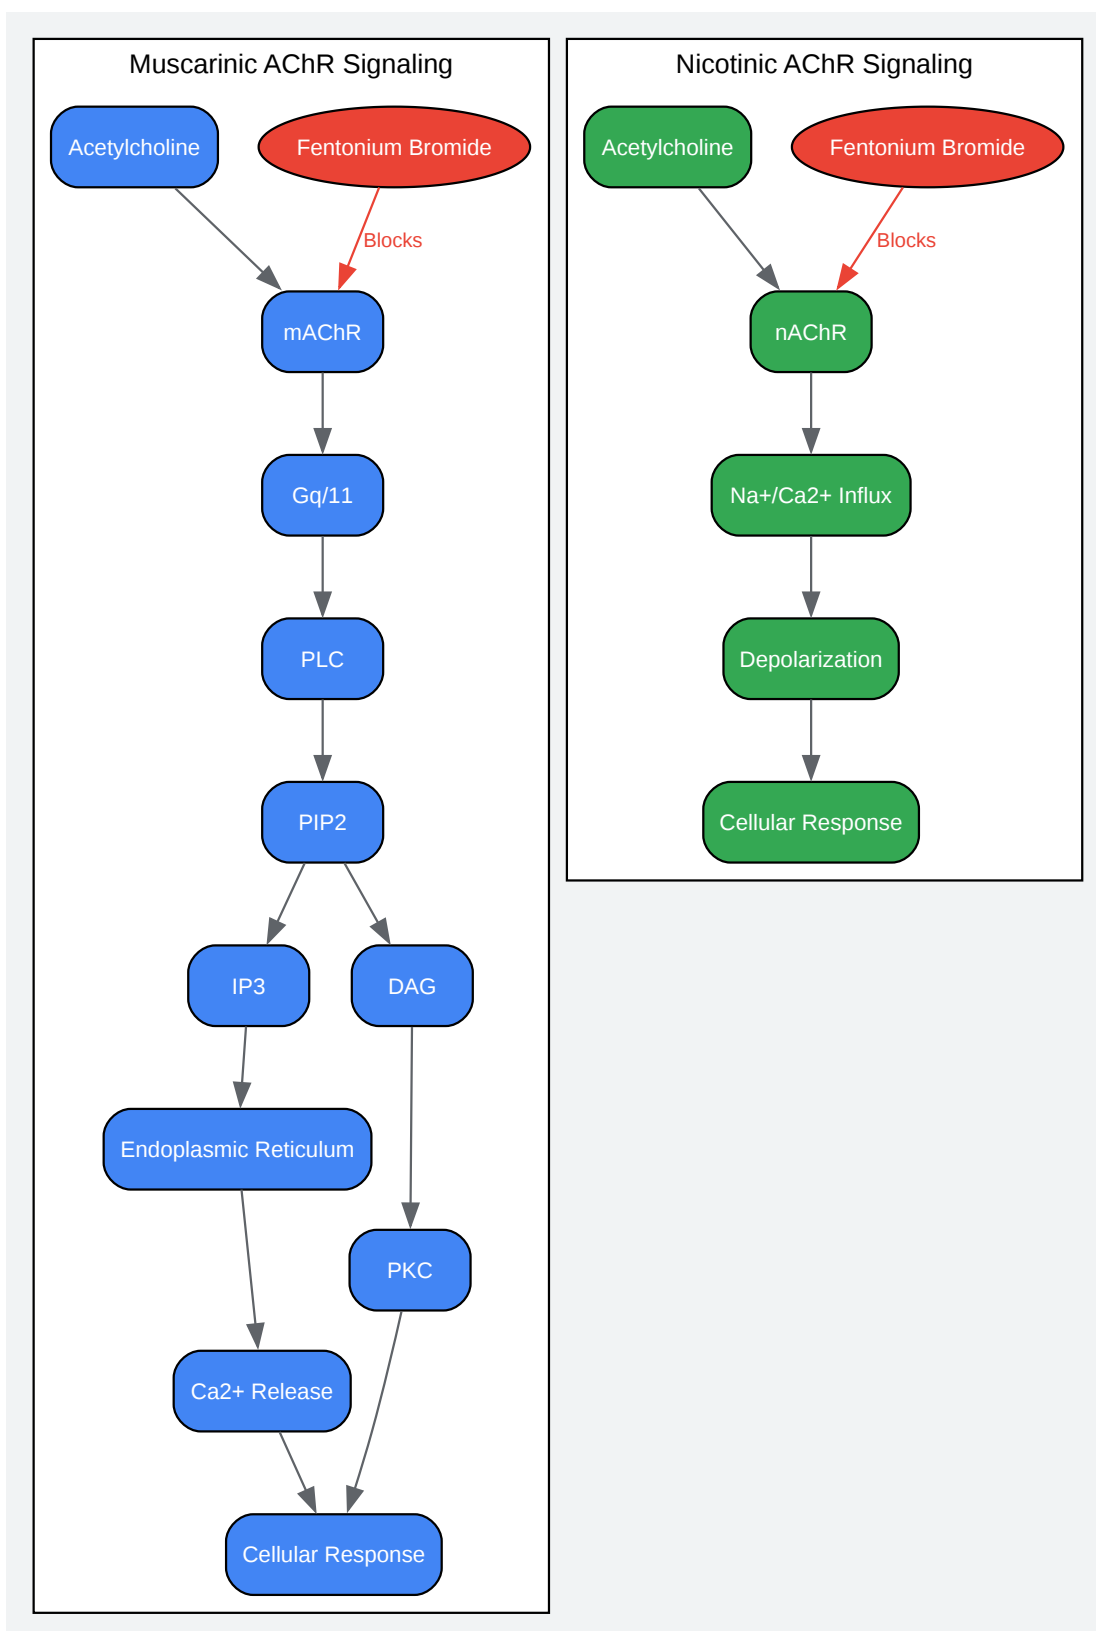 Muscarinic AChR Signaling
Acetylcholine
Fentonium Bromide
Blocks
mAChR
Gq/11
PLC
PIP2
IP3
DAG
Endoplasmic Reticulum
PKC
Ca2+ Release
Cellular Response
Nicotinic AChR Signaling
Acetylcholine
Fentonium Bromide
Blocks
nAChR
Na+/Ca2+ Influx
Depolarization
Cellular Response